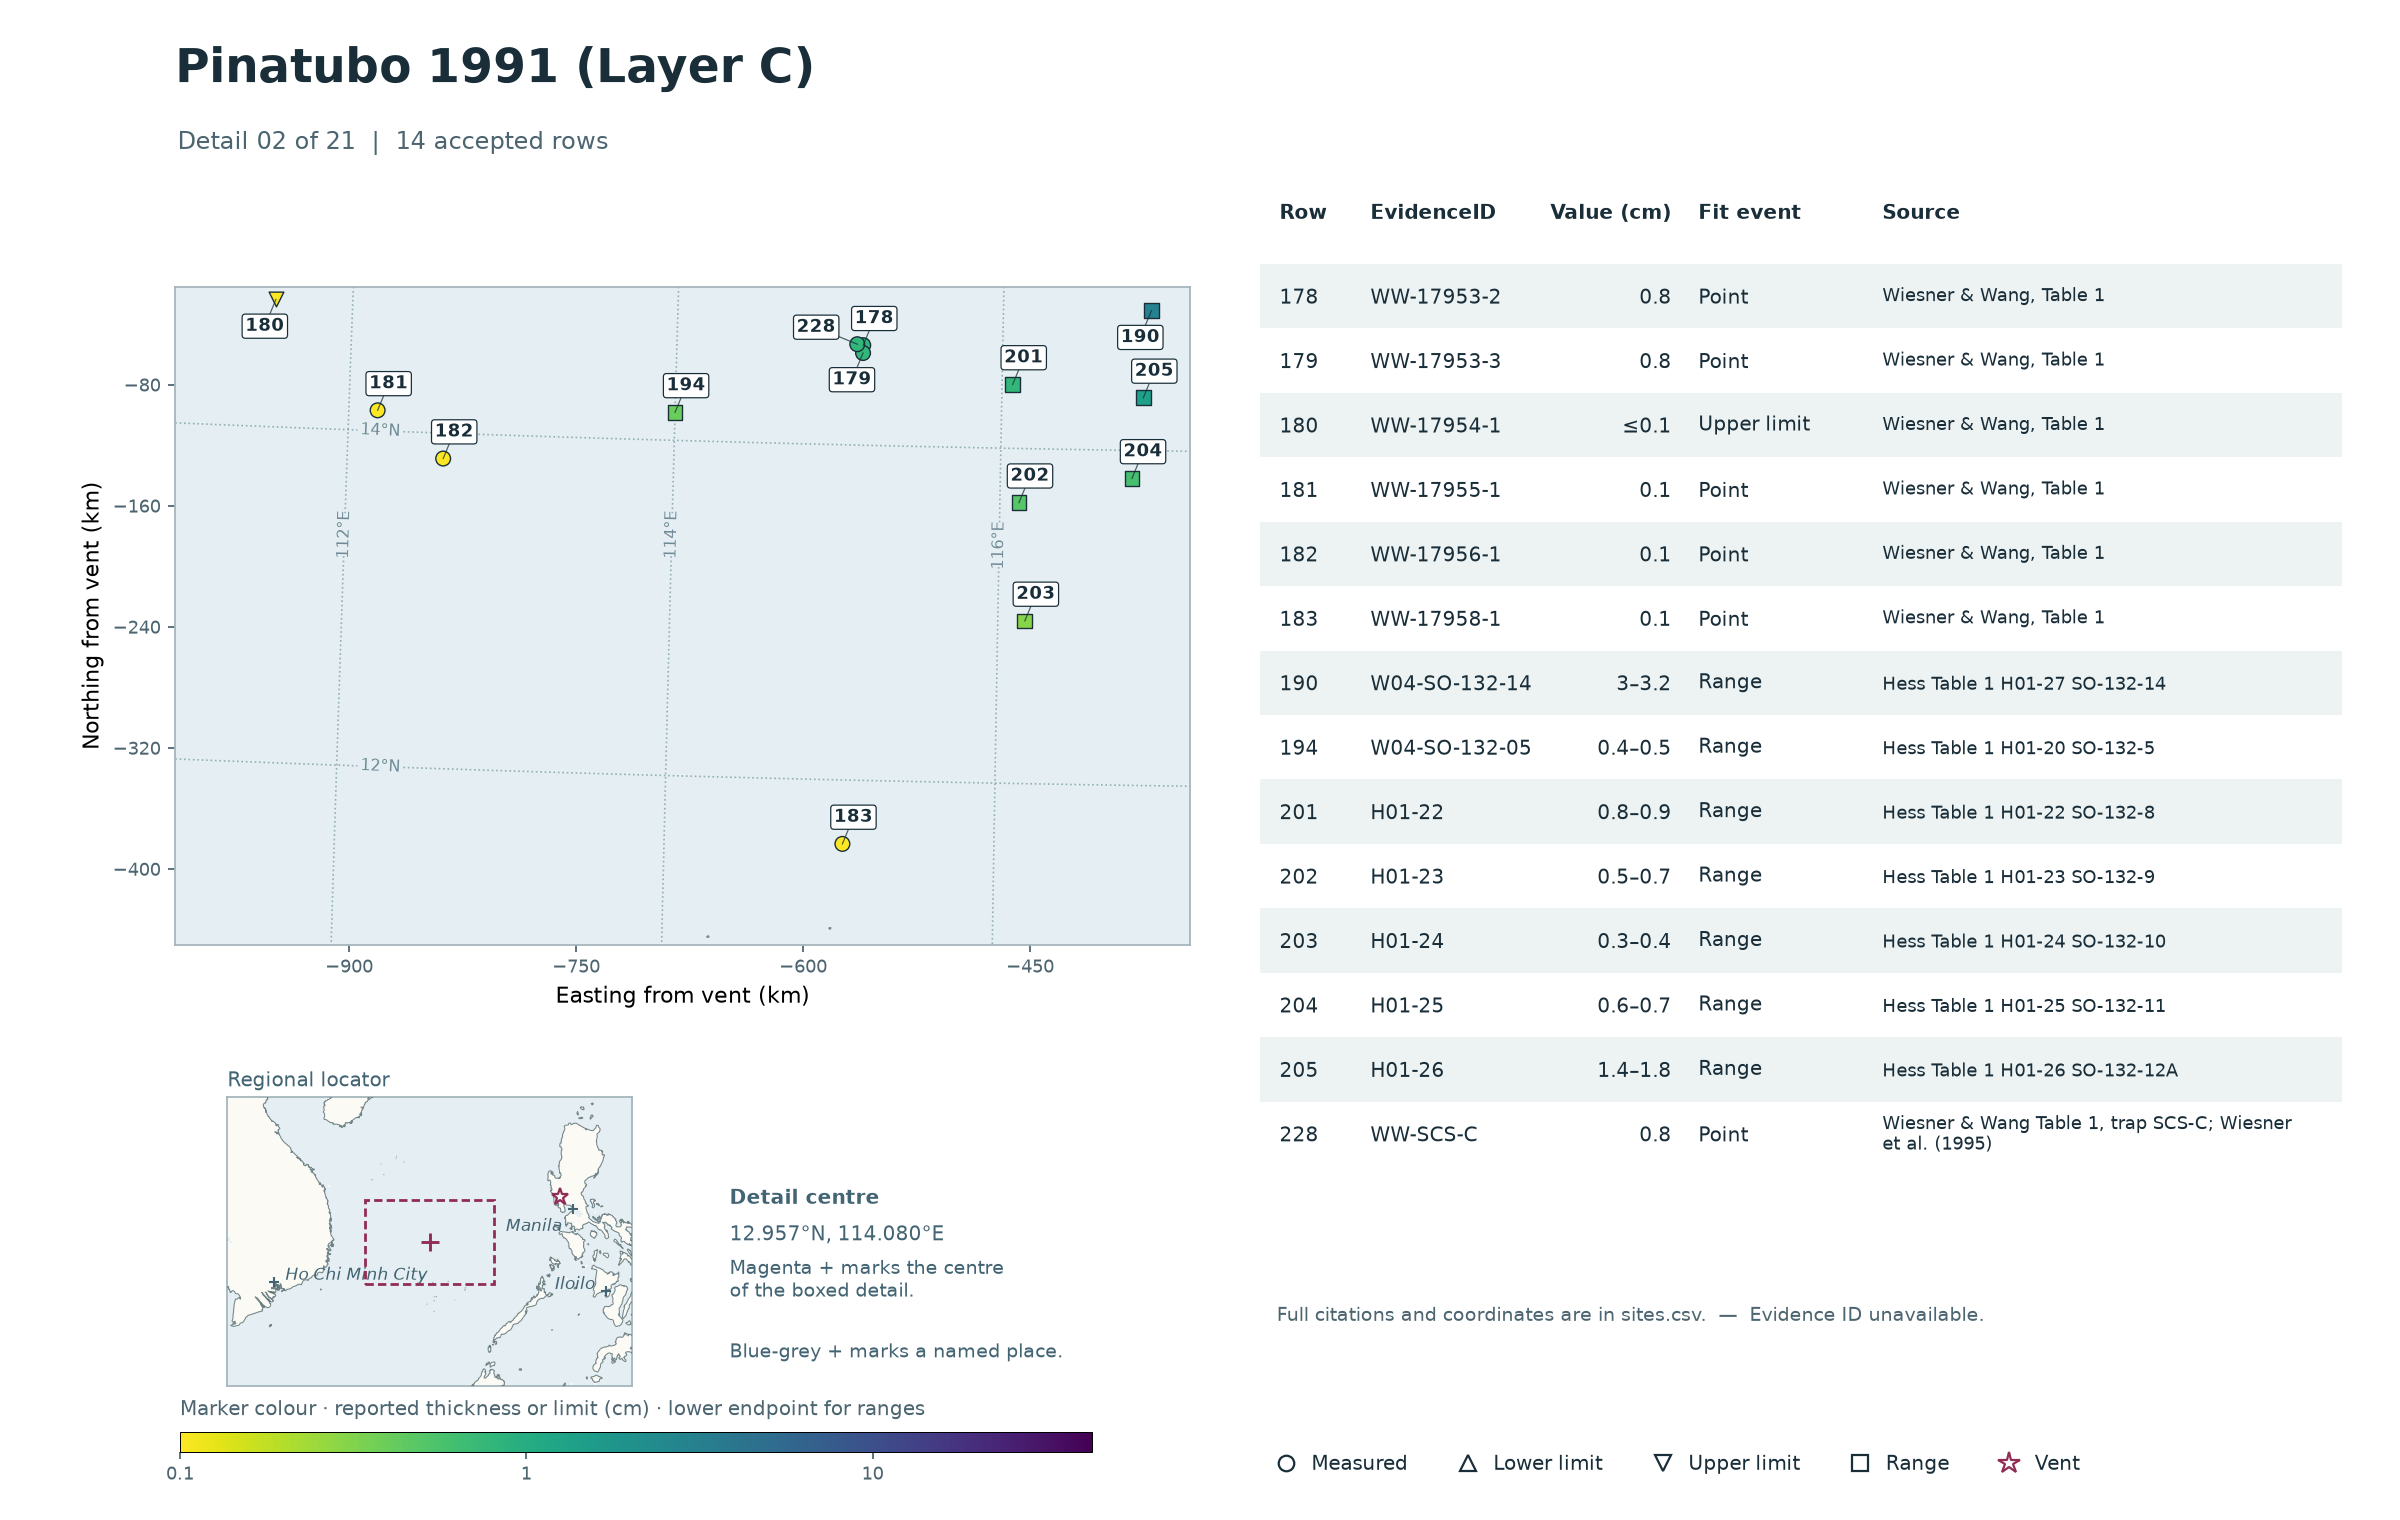 Pinatubo 1991 (Layer C)
Detail 02 of 21 | 14 accepted rows
Row EvidenceID Value (cm) Fit event Source
178 WW-17953-2 0.8 Point Wiesner & Wang, Table 1
179 WW-17953-3 0.8 Point Wiesner & Wang, Table 1
180 WW-17954-1 ≤0.1 Upper limit Wiesner & Wang, Table 1
181 WW-17955-1 0.1 Point Wiesner & Wang, Table 1
182 WW-17956-1 0.1 Point Wiesner & Wang, Table 1
183 WW-17958-1 0.1 Point Wiesner & Wang, Table 1
190 W04-SO-132-14 3–3.2 Range Hess Table 1 H01-27 SO-132-14
194 W04-SO-132-05 0.4–0.5 Range Hess Table 1 H01-20 SO-132-5
201 H01-22 0.8–0.9 Range Hess Table 1 H01-22 SO-132-8
202 H01-23 0.5–0.7 Range Hess Table 1 H01-23 SO-132-9
203 H01-24 0.3–0.4 Range Hess Table 1 H01-24 SO-132-10
204 H01-25 0.6–0.7 Range Hess Table 1 H01-25 SO-132-11
205 H01-26 1.4–1.8 Range Hess Table 1 H01-26 SO-132-12A
228 WW-SCS-C 0.8 Point Wiesner & Wang Table 1, trap SCS-C; Wiesner
et al. (1995)
180
228
178
190
201
205
181
194
179
182
204
202
203
183
14°N
12°N
112°E
114°E
116°E
−80
−160
−240
−320
−400
Northing from vent (km)
−900 −750 −600 −450
Easting from vent (km)
Regional locator
Manila
Ho Chi Minh City
Iloilo
Detail centre
12.957°N, 114.080°E
Magenta + marks the centre
of the boxed detail.
Blue-grey + marks a named place.
Full citations and coordinates are in sites.csv. — Evidence ID unavailable.
Marker colour · reported thickness or limit (cm) · lower endpoint for ranges
0.1 1 10
Measured Lower limit Upper limit Range Vent